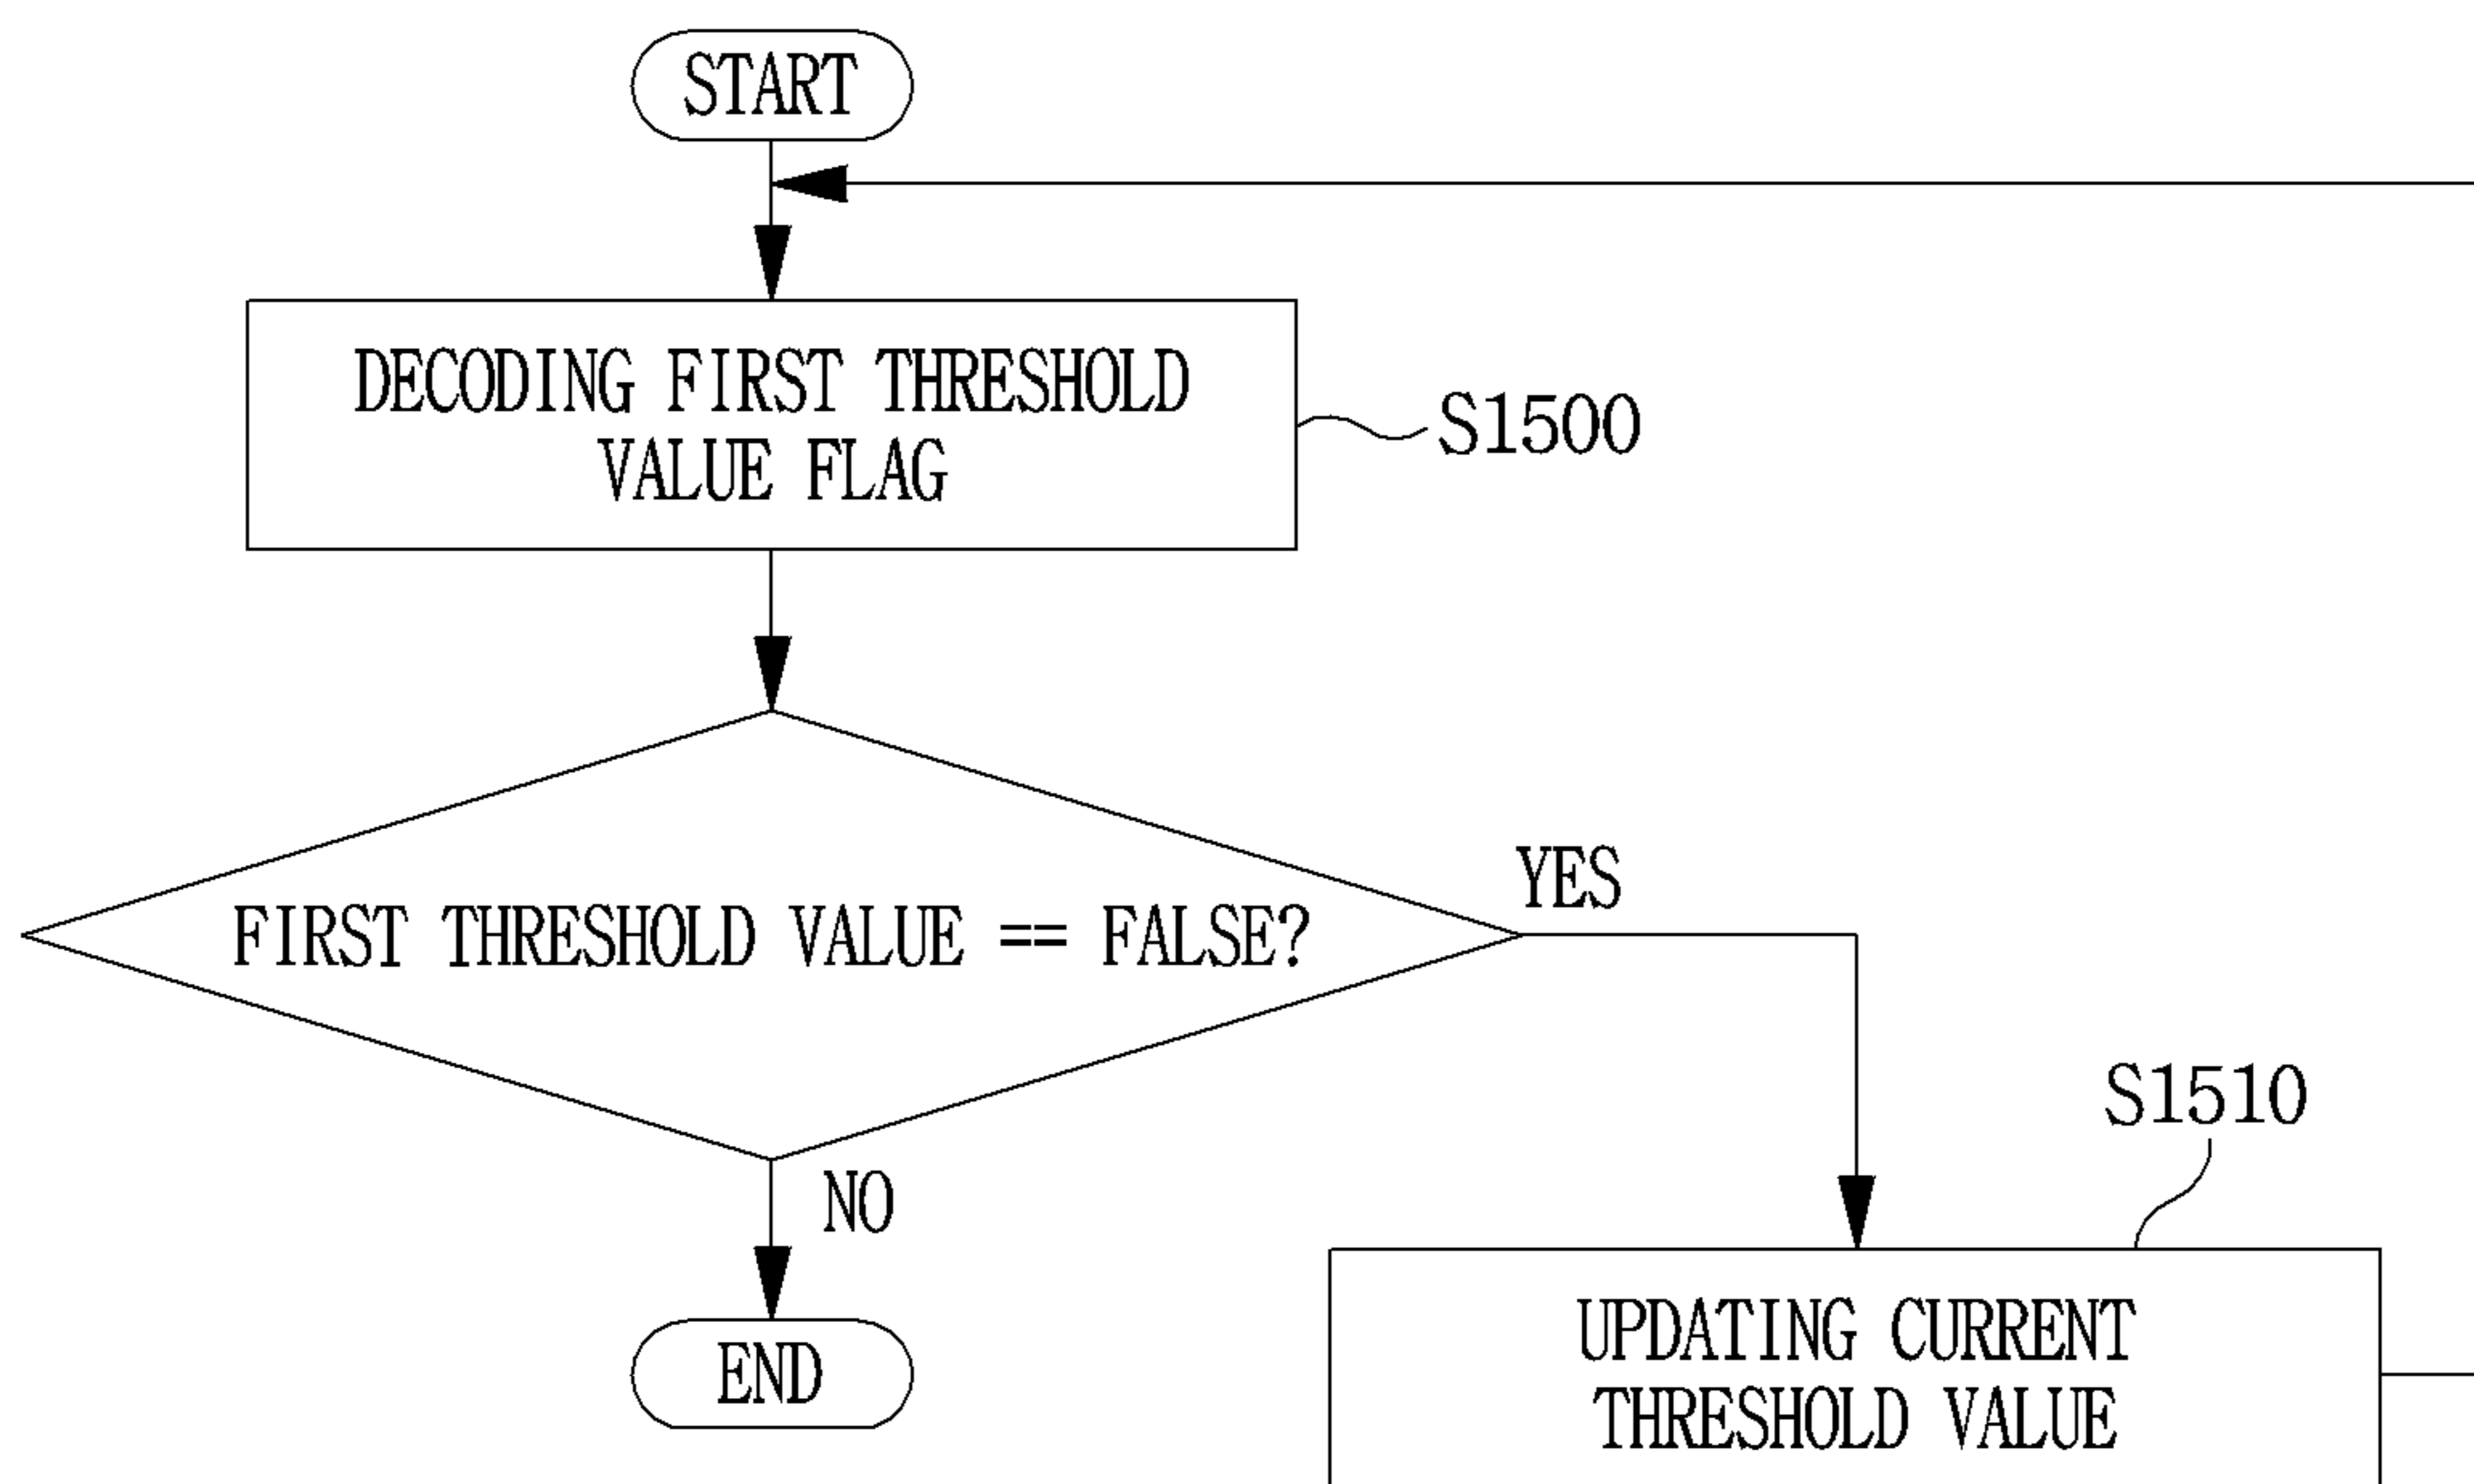 START
DECODING FIRST THRESHOLD
VALUE FLAG
S1500
FIRST THRESHOLD VALUE == FALSE?
YES
NO
S1510
UPDATING CURRENT
THRESHOLD VALUE
END